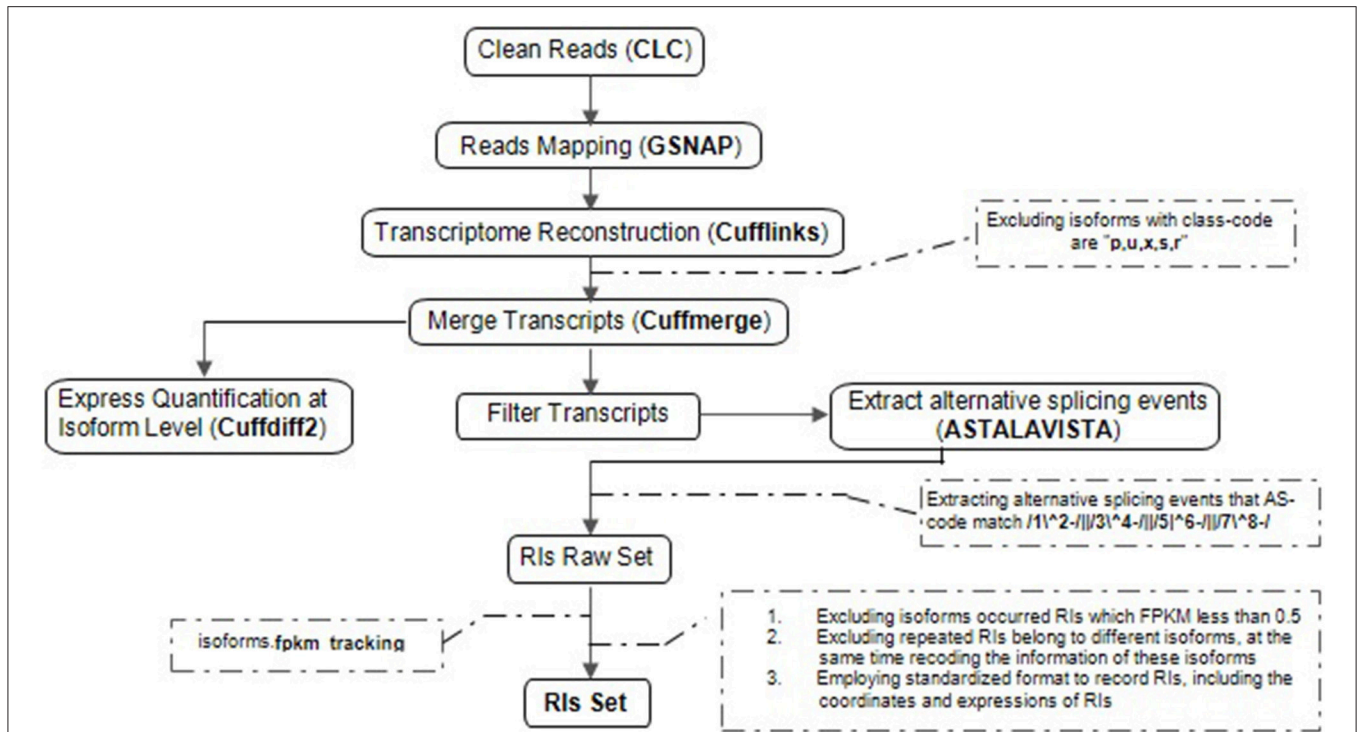 Clean Reads (CLC)
Reads Mapping (GSNAP)
Transcriptome Reconstruction (Cufflinks)
Excluding isoforms with class-code
are "p,u,x,s,r"
Merge Transcripts (Cuffmerge)
Express Quantification at
Isoform Level (Cuffdiff2)
Filter Transcripts
Extract alternative splicing events
(ASTALAVISTA)
Extracting alternative splicing events that AS-
code match /1\^2-/||/3\^4-/||/5|^6-/||/7\^8-/
RIs Raw Set
isoforms.fpkm_tracking
1. Excluding isoforms occurred RIs which FPKM less than 0.5
2. Excluding repeated RIs belong to different isoforms, at the
same time recoding the information of these isoforms
3. Employing standardized format to record RIs, including the
coordinates and expressions of RIs
RIs Set